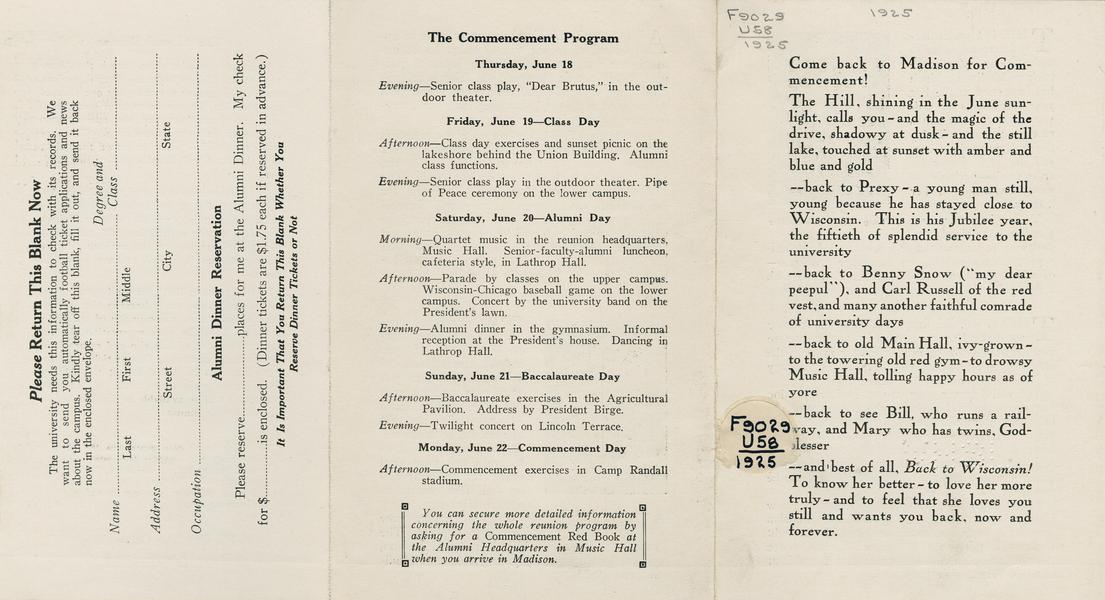 Please Return This Blank Now
The university needs this information to check with its records. We
want to send you automatically football ticket applications and news
about the campus. Kindly tear off this blank, fill it out, and send it back
now in the enclosed envelope.
Degree and
Name Class
Last First Middle
Address
Street City State
Occupation
Alumni Dinner Reservation
Please reserve places for me at the Alumni Dinner. My check
for $ is enclosed. (Dinner tickets are $1.75 each if reserved in advance.)
It Is Important That You Return This Blank Whether You
Reserve Dinner Tickets or Not
The Commencement Program
Thursday, June 18
Evening—Senior class play, "Dear Brutus," in the out-
door theater.
Friday, June 19—Class Day
Afternoon—Class day exercises and sunset picnic on the
lakeshore behind the Union Building. Alumni
class functions.
Evening—Senior class play in the outdoor theater. Pipe
of Peace ceremony on the lower campus.
Saturday, June 20—Alumni Day
Morning—Quartet music in the reunion headquarters,
Music Hall. Senior-faculty-alumni luncheon,
cafeteria style, in Lathrop Hall.
Afternoon—Parade by classes on the upper campus.
Wisconsin-Chicago baseball game on the lower
campus. Concert by the university band on the
President's lawn.
Evening—Alumni dinner in the gymnasium. Informal
reception at the President's house. Dancing in
Lathrop Hall.
Sunday, June 21—Baccalaureate Day
Afternoon—Baccalaureate exercises in the Agricultural
Pavilion. Address by President Birge.
Evening—Twilight concert on Lincoln Terrace.
Monday, June 22—Commencement Day
Afternoon—Commencement exercises in Camp Randall
stadium.
You can secure more detailed information
concerning the whole reunion program by
asking for a Commencement Red Book at
the Alumni Headquarters in Music Hall
when you arrive in Madison.
F9029
U58
1925
1925
Come back to Madison for Com-
mencement!
The Hill, shining in the June sun-
light, calls you-and the magic of the
drive, shadowy at dusk-and the still
lake, touched at sunset with amber and
blue and gold
--back to Prexy-a young man still,
young because he has stayed close to
Wisconsin. This is his Jubilee year,
the fiftieth of splendid service to the
university
--back to Benny Snow ("my dear
peepul"), and Carl Russell of the red
vest, and many another faithful comrade
of university days
--back to old Main Hall, ivy-grown-
to the towering old red gym-to drowsy
Music Hall, tolling happy hours as of
yore
--back to see Bill, who runs a rail-
way, and Mary who has twins, God-
blesser
--and best of all, Back to Wisconsin!
To know her better-to love her more
truly-and to feel that she loves you
still and wants you back, now and
forever.
F9029
U58
1925